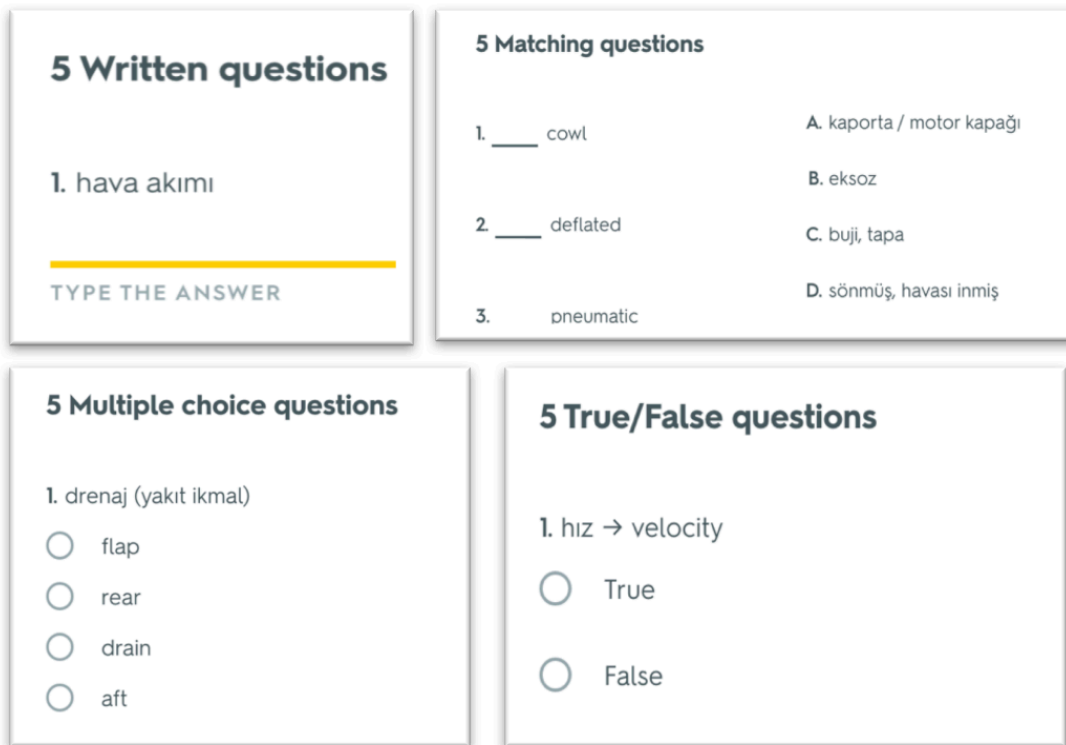 5 Written questions
1. hava akımı
TYPE THE ANSWER
5 Matching questions
1. ____ cowl
2. ____ deflated
3. pneumatic
A. kaporta / motor kapağı
B. eksoz
C. buji, tapa
D. sönmüş, havası inmiş
5 Multiple choice questions
1. drenaj (yakıt ikmal)
flap
rear
drain
aft
5 True/False questions
1. hız → velocity
True
False